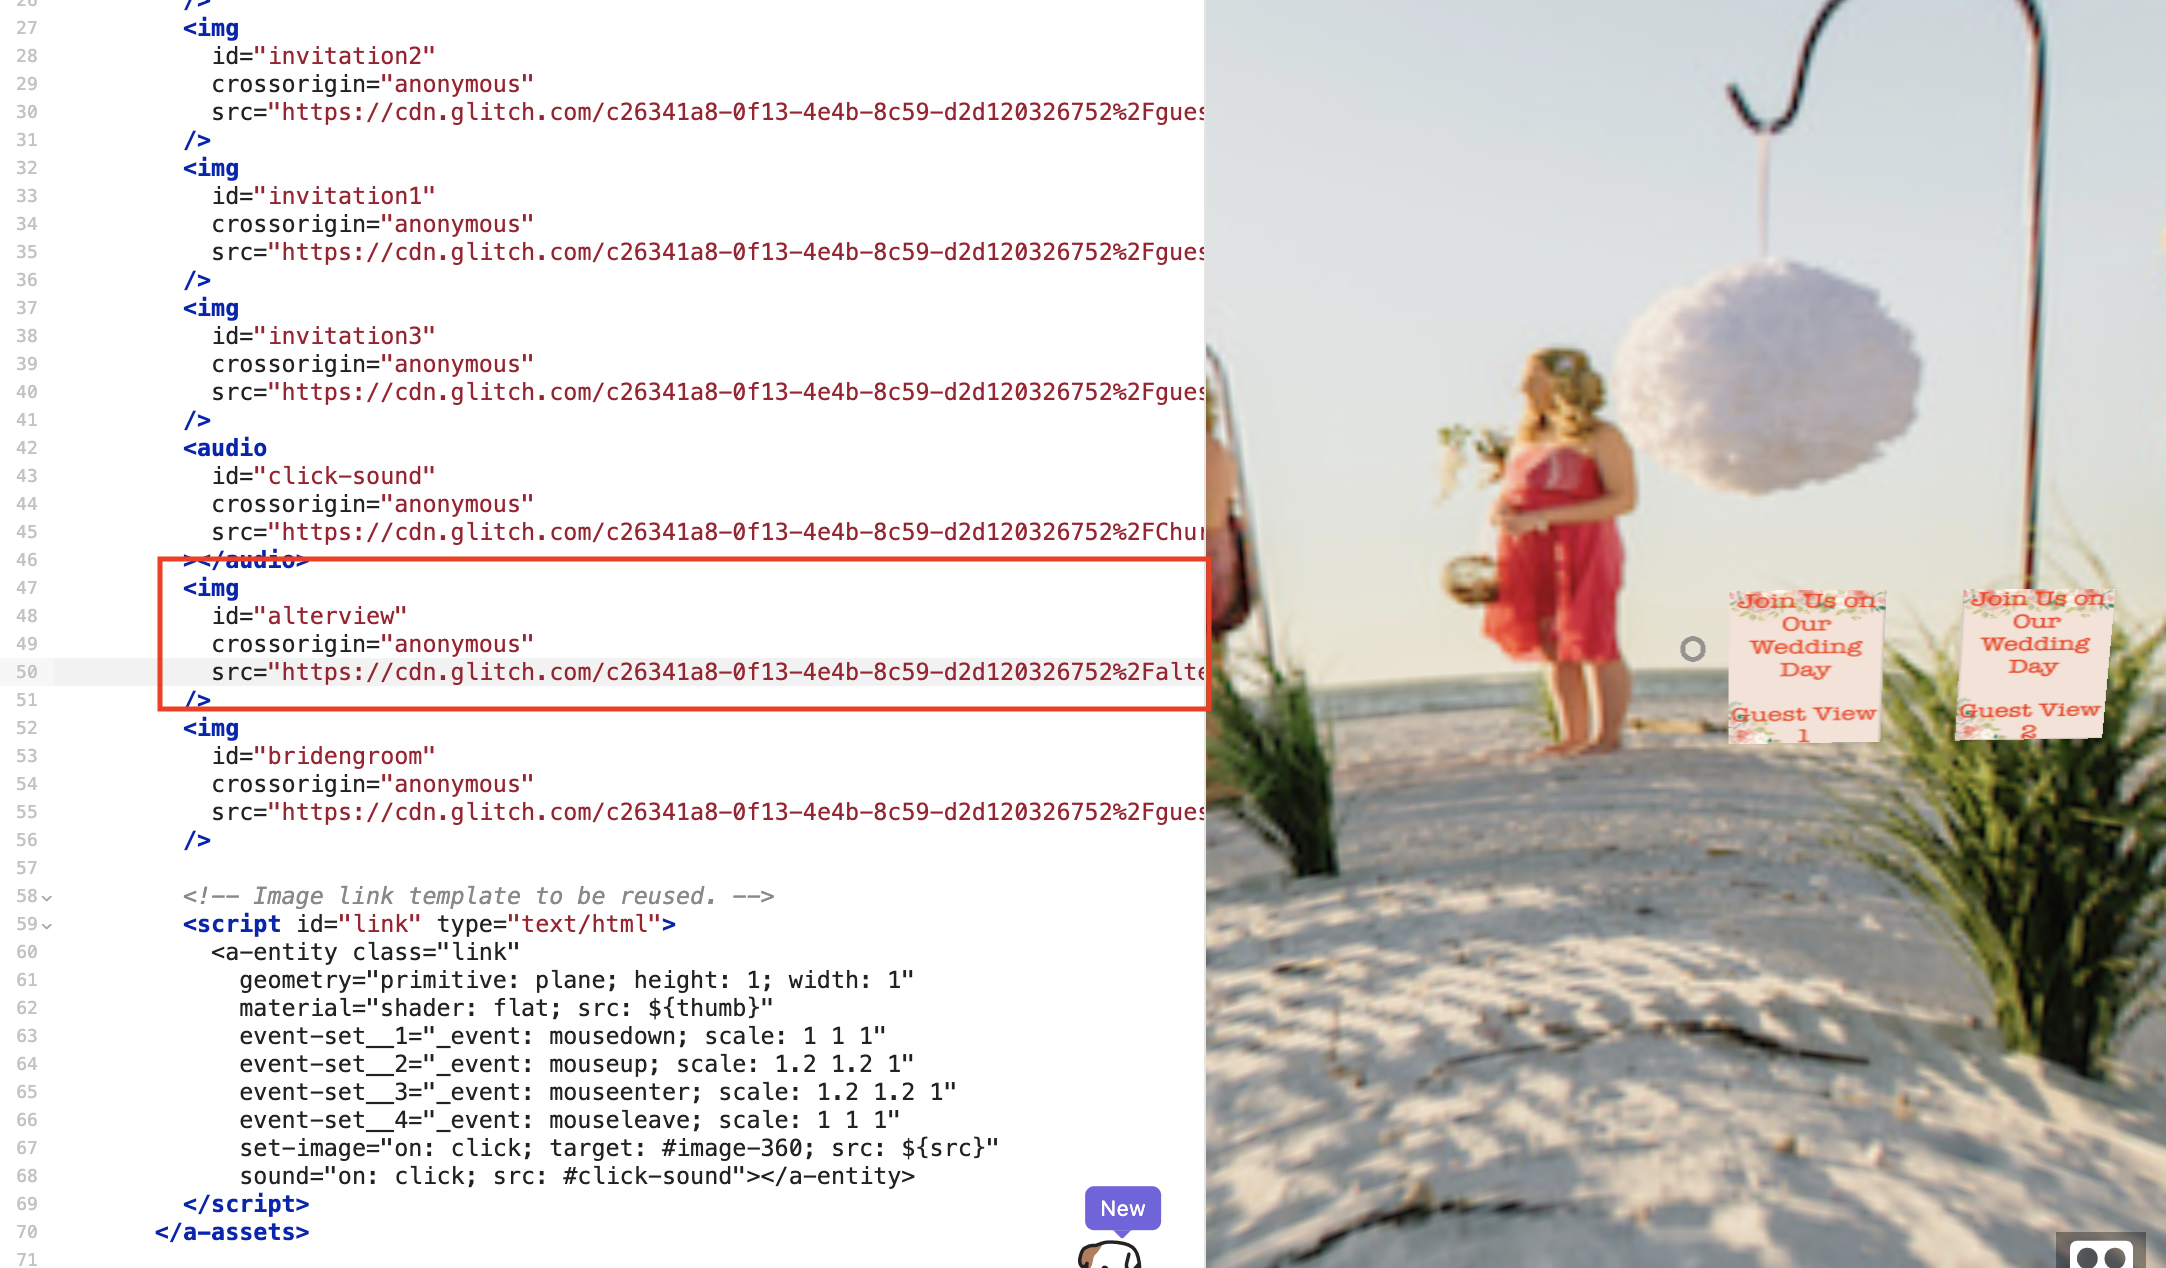 26 />
27 <img
28 id="invitation2"
29 crossorigin="anonymous"
30 src="https://cdn.glitch.com/c26341a8-0f13-4e4b-8c59-d2d120326752%2Fgues
31 />
32 <img
33 id="invitation1"
34 crossorigin="anonymous"
35 src="https://cdn.glitch.com/c26341a8-0f13-4e4b-8c59-d2d120326752%2Fgues
36 />
37 <img
38 id="invitation3"
39 crossorigin="anonymous"
40 src="https://cdn.glitch.com/c26341a8-0f13-4e4b-8c59-d2d120326752%2Fgues
41 />
42 <audio
43 id="click-sound"
44 crossorigin="anonymous"
45 src="https://cdn.glitch.com/c26341a8-0f13-4e4b-8c59-d2d120326752%2FChur
46 ></audio>
47 <img
48 id="alterview"
49 crossorigin="anonymous"
50 src="https://cdn.glitch.com/c26341a8-0f13-4e4b-8c59-d2d120326752%2Falte
51 />
52 <img
53 id="bridengroom"
54 crossorigin="anonymous"
55 src="https://cdn.glitch.com/c26341a8-0f13-4e4b-8c59-d2d120326752%2Fgues
56 />
57
58 <!-- Image link template to be reused. -->
59 <script id="link" type="text/html">
60 <a-entity class="link"
61 geometry="primitive: plane; height: 1; width: 1"
62 material="shader: flat; src: ${thumb}"
63 event-set__1="_event: mousedown; scale: 1 1 1"
64 event-set__2="_event: mouseup; scale: 1.2 1.2 1"
65 event-set__3="_event: mouseenter; scale: 1.2 1.2 1"
66 event-set__4="_event: mouseleave; scale: 1 1 1"
67 set-image="on: click; target: #image-360; src: ${src}"
68 sound="on: click; src: #click-sound"></a-entity>
69 </script>
70 </a-assets>
71
New
Join Us on
Our
Wedding
Day
Guest View
1
Join Us on
Our
Wedding
Day
Guest View
2